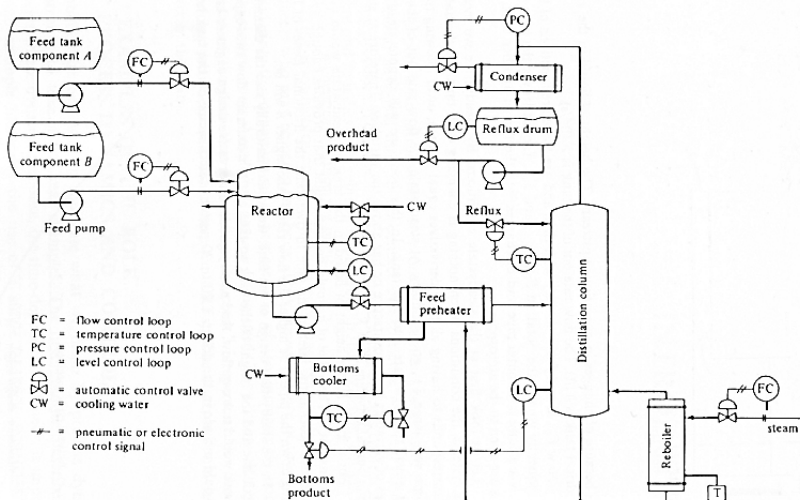 PC
Feed tank
component A
FC
Condenser
CW
Feed tank
component B
LC
Reflux drum
Overhead
product
FC
Feed pump
Reactor
CW
Reflux
TC
TC
LC
Feed
preheater
Distillation column
FC = flow control loop
TC = temperature control loop
PC = pressure control loop
LC = level control loop
= automatic control valve
CW = cooling water
= pneumatic or electronic
control signal
CW
Bottoms
cooler
LC
FC
TC
steam
Reboiler
Bottoms
product
T